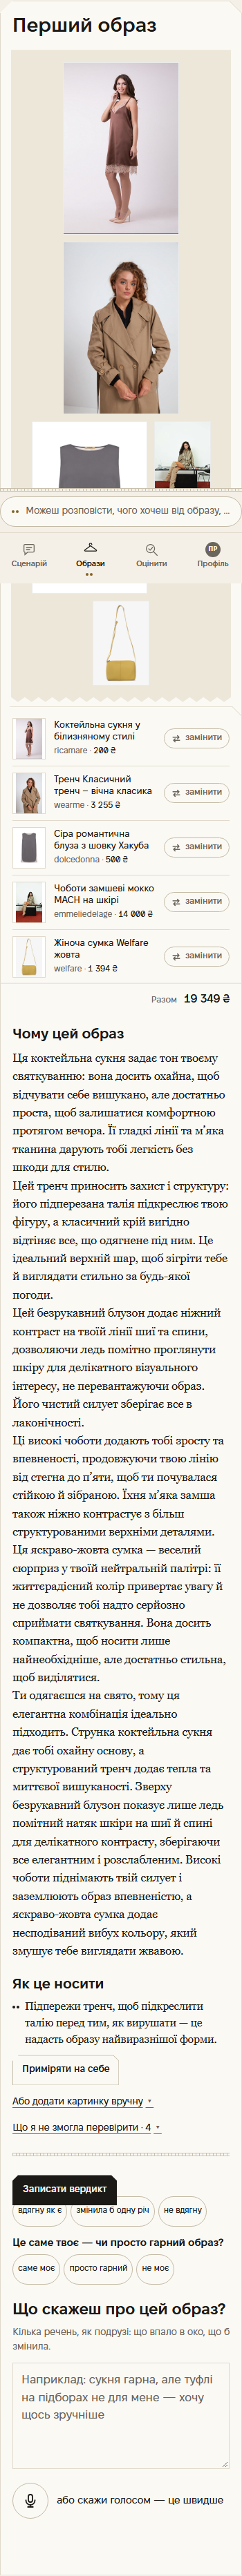 Перший образ
Можеш розповісти, чого хочеш від образу, ...
Сценарій
Образи
Оцінити
ПР
Профіль
Коктейльна сукня у
білизняному стилі
ricamare · 200 ₴
замінити
Тренч Класичний
тренч – вічна класика
wearme · 3 255 ₴
замінити
Сіра романтична
блуза з шовку Хакуба
dolcedonna · 500 ₴
замінити
Чоботи замшеві мокко
MACH на шкірі
emmeliedelage · 14 000 ₴
замінити
Жіноча сумка Welfare
жовта
welfare · 1 394 ₴
замінити
Разом 19 349 ₴
Чому цей образ
Ця коктейльна сукня задає тон твоєму
святкуванню: вона досить охайна, щоб
відчувати себе вишукано, але достатньо
проста, щоб залишатися комфортною
протягом вечора. Її гладкі лінії та м’яка
тканина дарують тобі легкість без
шкоди для стилю.
Цей тренч приносить захист і структуру:
його підперезана талія підкреслює твою
фігуру, а класичний крій вигідно
відтіняє все, що одягнене під ним. Це
ідеальний верхній шар, щоб зігріти тебе
й виглядати стильно за будь-якої
погоди.
Цей безрукавний блузон додає ніжний
контраст на твоїй лінії шиї та спини,
дозволяючи ледь помітно проглянути
шкіру для делікатного візуального
інтересу, не перевантажуючи образ.
Його чистий силует зберігає все в
лаконічності.
Ці високі чоботи додають тобі зросту та
впевненості, продовжуючи твою лінію
від стегна до п’яти, щоб ти почувалася
стійкою й зібраною. Їхня м’яка замша
також ніжно контрастує с більш
структурованими верхніми деталями.
Ця яскраво-жовта сумка — веселий
сюрприз у твоїй нейтральній палітрі: її
життєрадісний колір привертає увагу й
не дозволяє тобі надто серйозно
сприймати святкування. Вона досить
компактна, щоб носити лише
найнеобхідніше, але достатньо стильна,
щоб виділятися.
Ти одягаєшся на свято, тому ця
елегантна комбінація ідеально
підходить. Струнка коктейльна сукня
дає тобі охайну основу, а
структурований тренч додає тепла та
миттєвої вишуканості. Зверху
безрукавний блузон показує лише ледь
помітний натяк шкіри на шиї й спині
для делікатного контрасту, зберігаючи
все елегантним і розслабленим. Високі
чоботи піднімають твій силует і
заземлюють образ впевненістю, а
яскраво-жовта сумка додає
несподіваний вибух кольору, який
змушує тебе виглядати жвавою.
Як це носити
Підпережи тренч, щоб підкреслити
талію перед тим, як вирушати — це
надасть образу найвиразнішої форми.
Приміряти на себе
Або додати картинку вручну
Що я не змогла перевірити · 4
Записати вердикт
вдягну як є
змінила б одну річ
не вдягну
Це саме твоє — чи просто гарний образ?
саме моє
просто гарний
не моє
Що скажеш про цей образ?
Кілька речень, як подрузі: що впало в око, що б
змінила.
Наприклад: сукня гарна, але туфлі
на підборах не для мене — хочу
щось зручніше
або скажи голосом — це швидше